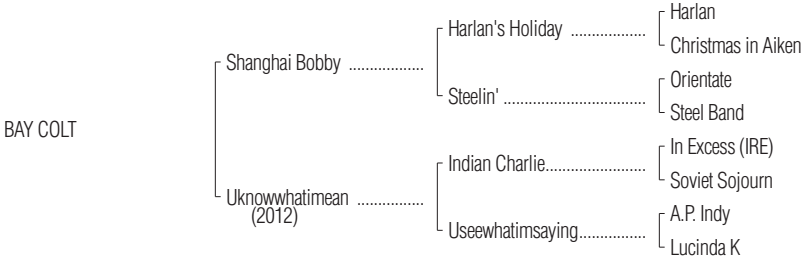 Harlan
Harlan's Holiday ..................
Christmas in Aiken
Shanghai Bobby ..................
Orientate
Steelin' ..................................
Steel Band
BAY COLT
In Excess (IRE)
Indian Charlie........................
Soviet Sojourn
Uknowwhatimean ................
(2012)
A.P. Indy
Useewhatimsaying................
Lucinda K